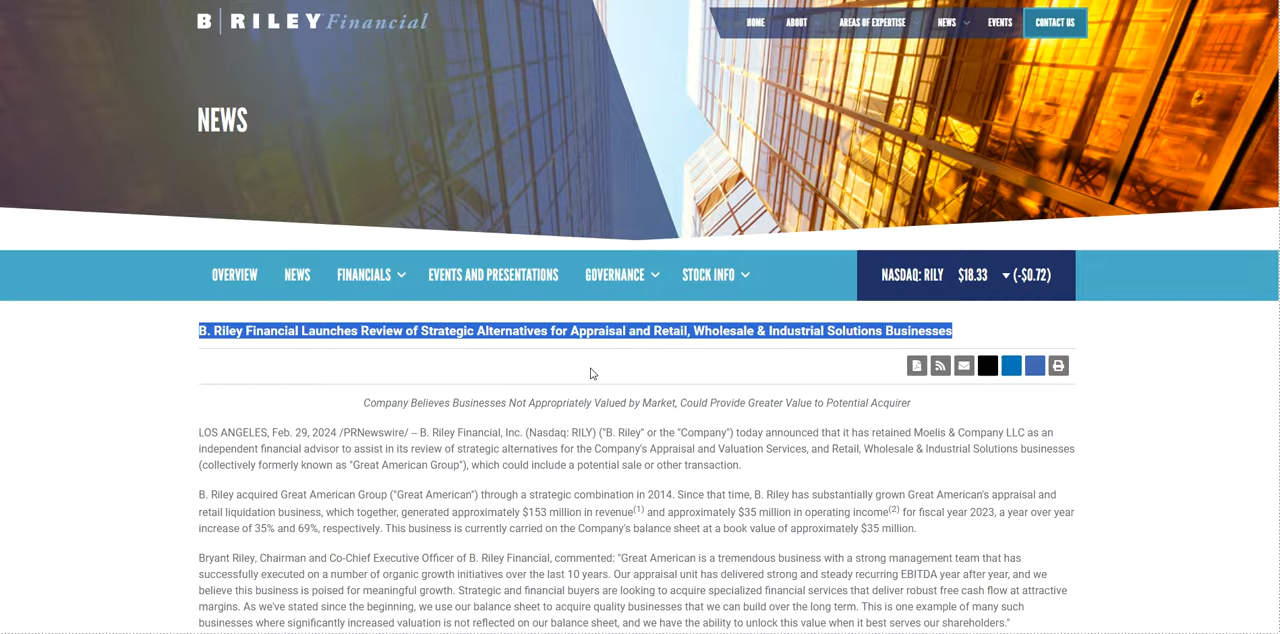 B | RILEY Financial
HOME ABOUT AREAS OF EXPERTISE NEWS EVENTS CONTACT US
NEWS
OVERVIEW NEWS FINANCIALS EVENTS AND PRESENTATIONS GOVERNANCE STOCK INFO NASDAQ: RILY $18.33 (-$0.72)
B. Riley Financial Launches Review of Strategic Alternatives for Appraisal and Retail, Wholesale & Industrial Solutions Businesses
Company Believes Businesses Not Appropriately Valued by Market, Could Provide Greater Value to Potential Acquirer
LOS ANGELES, Feb. 29, 2024 /PRNewswire/ -- B. Riley Financial, Inc. (Nasdaq: RILY) ("B. Riley" or the "Company") today announced that it has retained Moelis & Company LLC as an
independent financial advisor to assist in its review of strategic alternatives for the Company's Appraisal and Valuation Services, and Retail, Wholesale & Industrial Solutions businesses
(collectively formerly known as "Great American Group"), which could include a potential sale or other transaction.
B. Riley acquired Great American Group ("Great American") through a strategic combination in 2014. Since that time, B. Riley has substantially grown Great American's appraisal and
retail liquidation business, which together, generated approximately $153 million in revenue(1) and approximately $35 million in operating income(2) for fiscal year 2023, a year over year
increase of 35% and 69%, respectively. This business is currently carried on the Company's balance sheet at a book value of approximately $35 million.
Bryant Riley, Chairman and Co-Chief Executive Officer of B. Riley Financial, commented: "Great American is a tremendous business with a strong management team that has
successfully executed on a number of organic growth initiatives over the last 10 years. Our appraisal unit has delivered strong and steady recurring EBITDA year after year, and we
believe this business is poised for meaningful growth. Strategic and financial buyers are looking to acquire specialized financial services that deliver robust free cash flow at attractive
margins. As we've stated since the beginning, we use our balance sheet to acquire quality businesses that we can build over the long term. This is one example of many such
businesses where significantly increased valuation is not reflected on our balance sheet, and we have the ability to unlock this value when it best serves our shareholders."